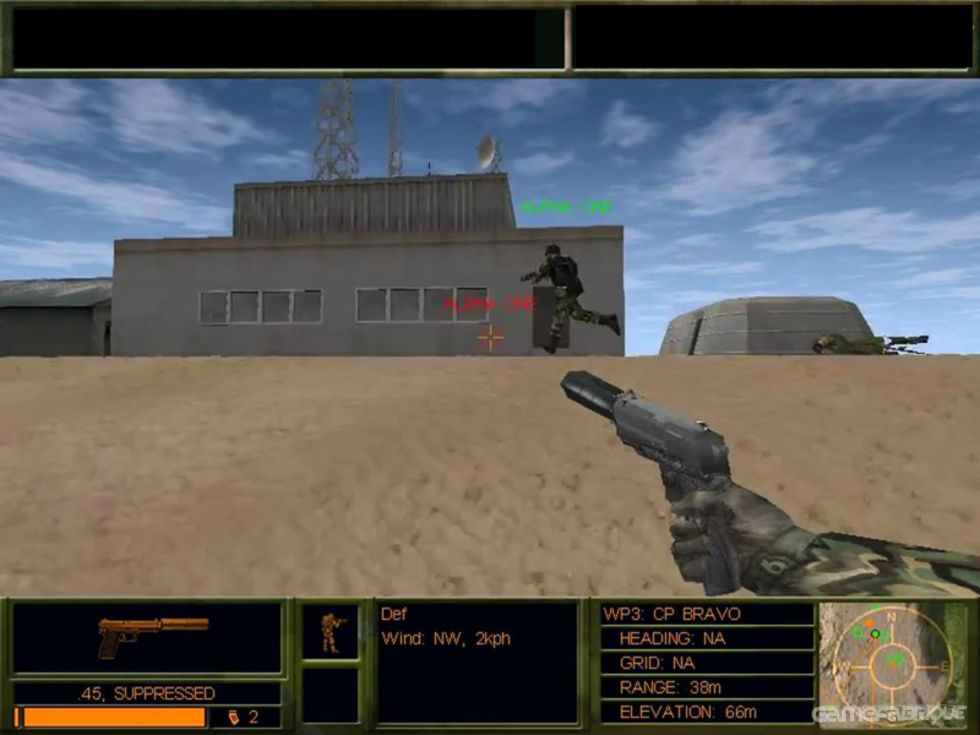 ALPHA ONE
ALPHA ONE
Def
Wind: NW, 2kph
.45, SUPPRESSED
2
WP3: CP BRAVO
HEADING: NA
GRID: NA
RANGE: 38m
ELEVATION: 66m
N
W
E
GAMEFABRIQUE